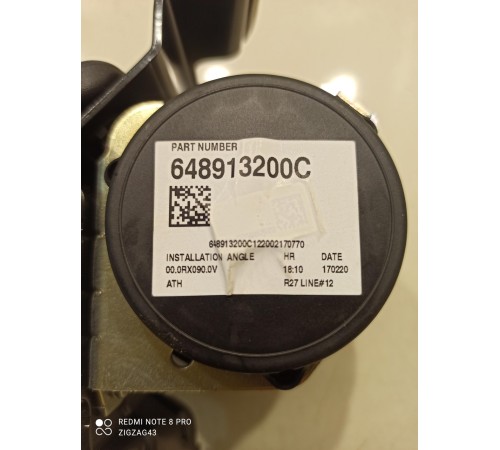 PART NUMBER
648913200C
648913200C122002170770
INSTALLATION ANGLE HR DATE
00.0RX090.0V 18:10 170220
ATH R27 LINE#12
REDMI NOTE 8 PRO
ZIGZAG43